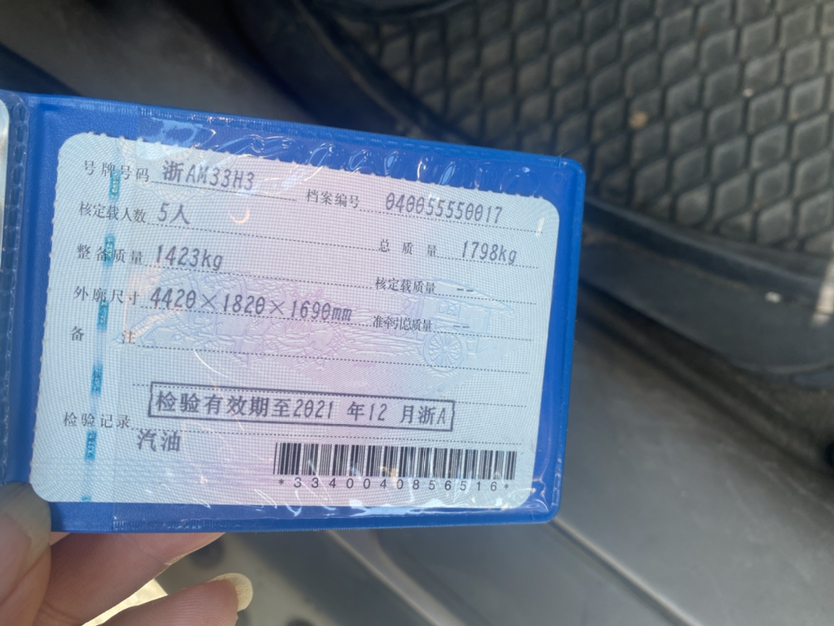 号牌号码 浙AM33H3 档案编号 040055550017
核定载人数 5人 总质量 1798kg
整备质量 1423kg 核定载质量 --
外廓尺寸 4420×1820×1690mm 准牵引总质量 --
备注
检验有效期至2021年12月浙A
检验记录
汽油
*3340040856516*